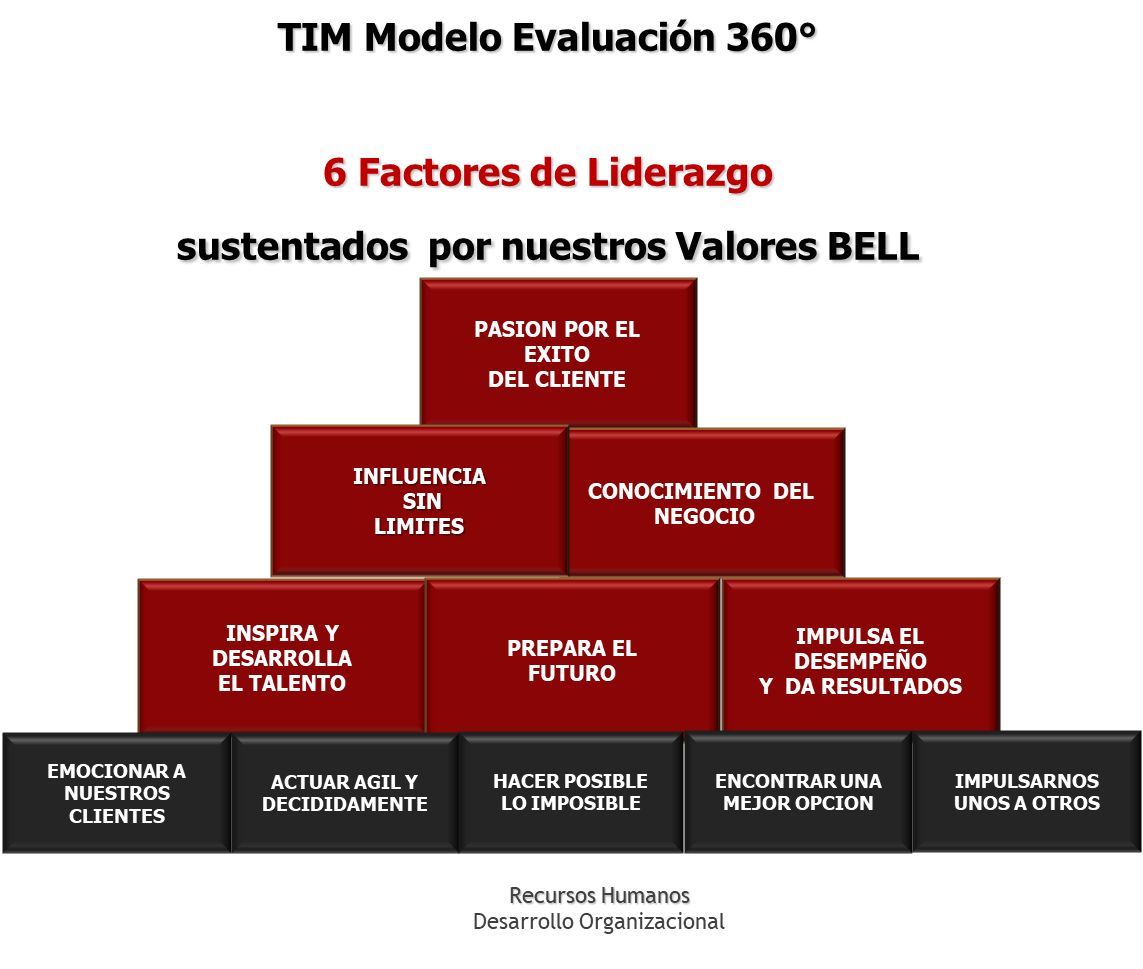 TIM Modelo Evaluación 360°
6 Factores de Liderazgo
sustentados por nuestros Valores BELL
PASION POR EL
EXITO
DEL CLIENTE
INFLUENCIA
SIN
LIMITES
CONOCIMIENTO DEL
NEGOCIO
INSPIRA Y
DESARROLLA
EL TALENTO
PREPARA EL
FUTURO
IMPULSA EL
DESEMPEÑO
Y DA RESULTADOS
EMOCIONAR A
NUESTROS
CLIENTES
ACTUAR AGIL Y
DECIDIDAMENTE
HACER POSIBLE
LO IMPOSIBLE
ENCONTRAR UNA
MEJOR OPCION
IMPULSARNOS
UNOS A OTROS
Recursos Humanos
Desarrollo Organizacional